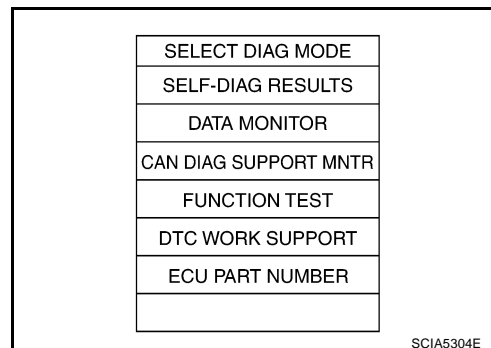 SELECT DIAG MODE
SELF-DIAG RESULTS
DATA MONITOR
CAN DIAG SUPPORT MNTR
FUNCTION TEST
DTC WORK SUPPORT
ECU PART NUMBER
SCIA5304E